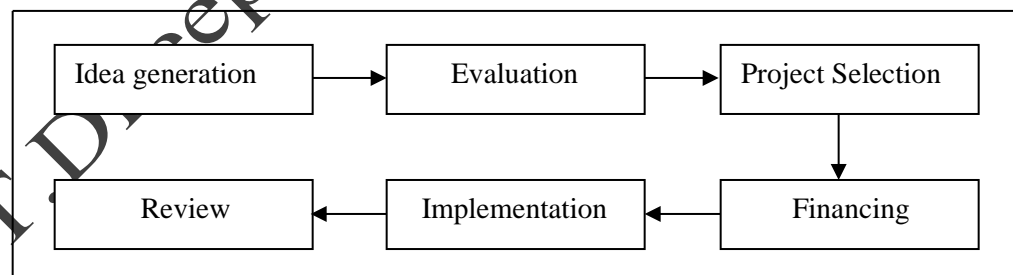 Idea generation
Evaluation
Project Selection
Review
Implementation
Financing